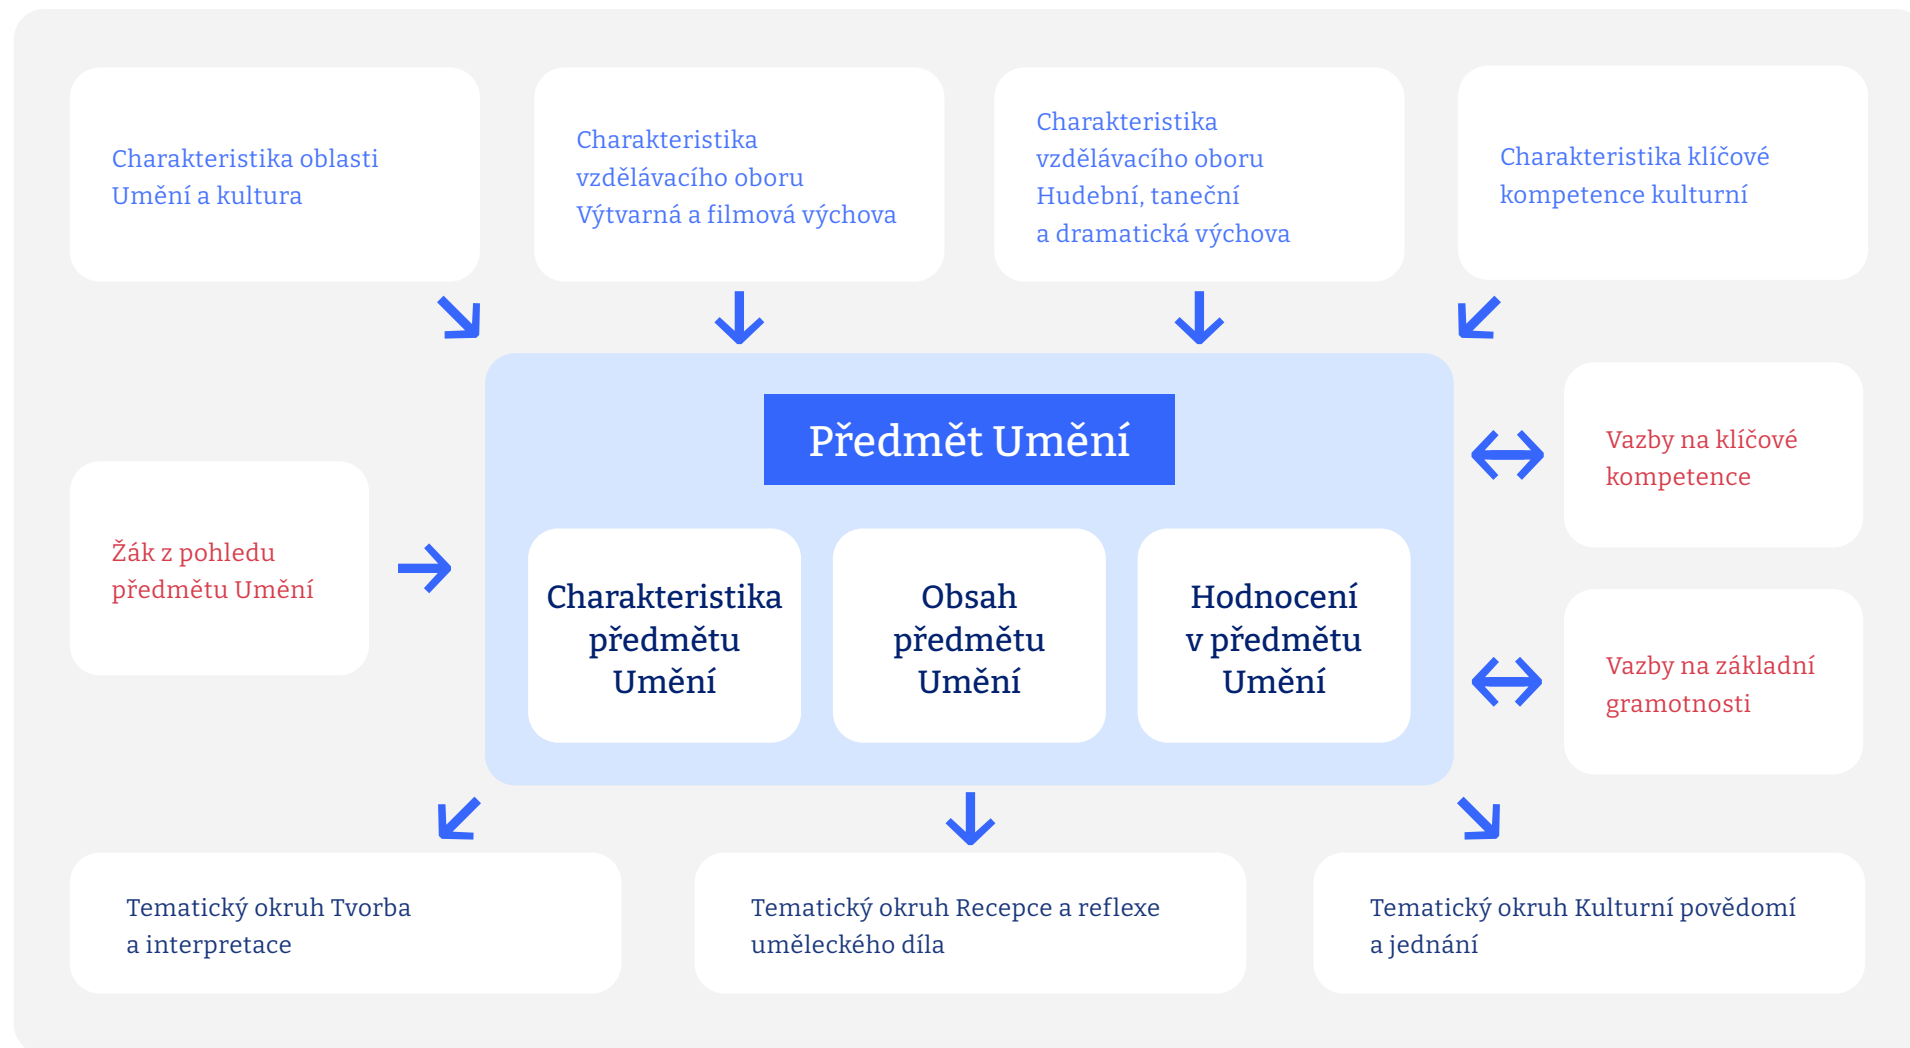 Charakteristika oblasti
Umění a kultura
Charakteristika
vzdělávacího oboru
Výtvarná a filmová výchova
Charakteristika
vzdělávacího oboru
Hudební, taneční
a dramatická výchova
Charakteristika klíčové
kompetence kulturní
Předmět Umění
Žák z pohledu
předmětu Umění
Charakteristika
předmětu
Umění
Obsah
předmětu
Umění
Hodnocení
v předmětu
Umění
Vazby na klíčové
kompetence
Vazby na základní
gramotnosti
Tematický okruh Tvorba
a interpretace
Tematický okruh Recepce a reflexe
uměleckého díla
Tematický okruh Kulturní povědomí
a jednání